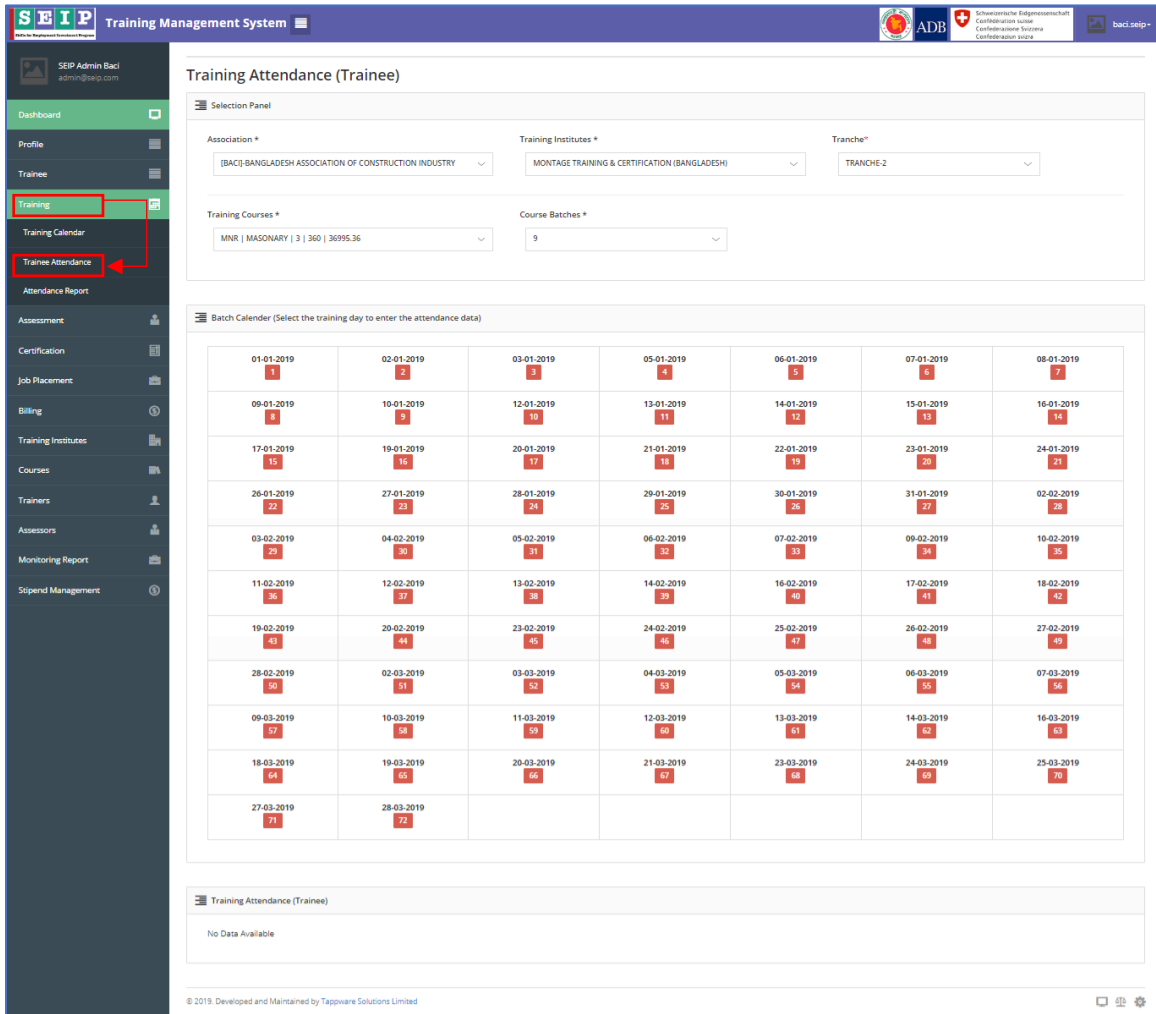 SEIP Training Management System
Skills for Employment Investment Program
ADB
Schweizerische Eidgenossenschaft
Confédération suisse
Confederazione Svizzera
Confederaziun svizra
baci.seip
SEIP Admin Baci
admin@seip.com
Dashboard
Profile
Trainee
Training
Training Calendar
Trainee Attendance
Attendance Report
Assessment
Certification
Job Placement
Billing
Training Institutes
Courses
Trainers
Assessors
Monitoring Report
Stipend Management
Training Attendance (Trainee)
Selection Panel
Association * Training Institutes * Tranche*
[BACI]-BANGLADESH ASSOCIATION OF CONSTRUCTION INDUSTRY MONTAGE TRAINING & CERTIFICATION (BANGLADESH) TRANCHE-2
Training Courses * Course Batches *
MNR | MASONARY | 3 | 360 | 36995.36 9
Batch Calender (Select the training day to enter the attendance data)
01-01-2019 02-01-2019 03-01-2019 05-01-2019 06-01-2019 07-01-2019 08-01-2019
1 2 3 4 5 6 7
09-01-2019 10-01-2019 12-01-2019 13-01-2019 14-01-2019 15-01-2019 16-01-2019
8 9 10 11 12 13 14
17-01-2019 19-01-2019 20-01-2019 21-01-2019 22-01-2019 23-01-2019 24-01-2019
15 16 17 18 19 20 21
26-01-2019 27-01-2019 28-01-2019 29-01-2019 30-01-2019 31-01-2019 02-02-2019
22 23 24 25 26 27 28
03-02-2019 04-02-2019 05-02-2019 06-02-2019 07-02-2019 09-02-2019 10-02-2019
29 30 31 32 33 34 35
11-02-2019 12-02-2019 13-02-2019 14-02-2019 16-02-2019 17-02-2019 18-02-2019
36 37 38 39 40 41 42
19-02-2019 20-02-2019 23-02-2019 24-02-2019 25-02-2019 26-02-2019 27-02-2019
43 44 45 46 47 48 49
28-02-2019 02-03-2019 03-03-2019 04-03-2019 05-03-2019 06-03-2019 07-03-2019
50 51 52 53 54 55 56
09-03-2019 10-03-2019 11-03-2019 12-03-2019 13-03-2019 14-03-2019 16-03-2019
57 58 59 60 61 62 63
18-03-2019 19-03-2019 20-03-2019 21-03-2019 23-03-2019 24-03-2019 25-03-2019
64 65 66 67 68 69 70
27-03-2019 28-03-2019
71 72
Training Attendance (Trainee)
No Data Available
© 2019. Developed and Maintained by Tappware Solutions Limited